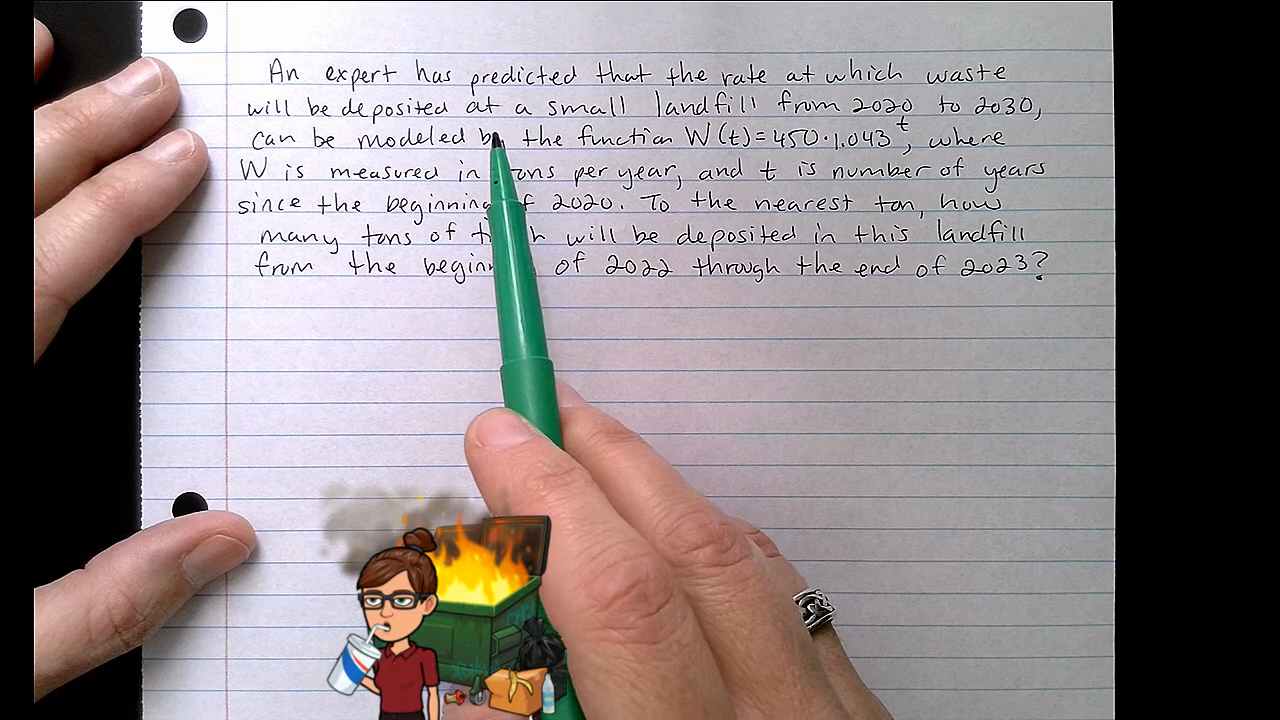 An expert has predicted that the rate at which waste
will be deposited at a small landfill from 2020 to 2030,
can be modeled the function W(t)=450·1.043^t, where
W is measured in tons per year, and t is number of years
since the beginning of 2020. To the nearest ton, how
many tons of will be deposited in this landfill
from the of 2022 through the end of 2023?